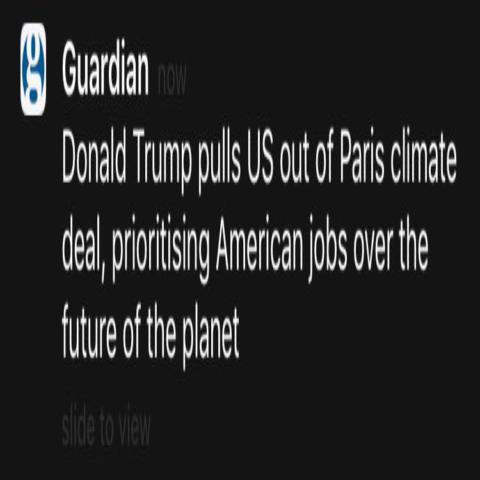 Guardian now
Donald Trump pulls US out of Paris climate
deal, prioritising American jobs over the
future of the planet
slide to view